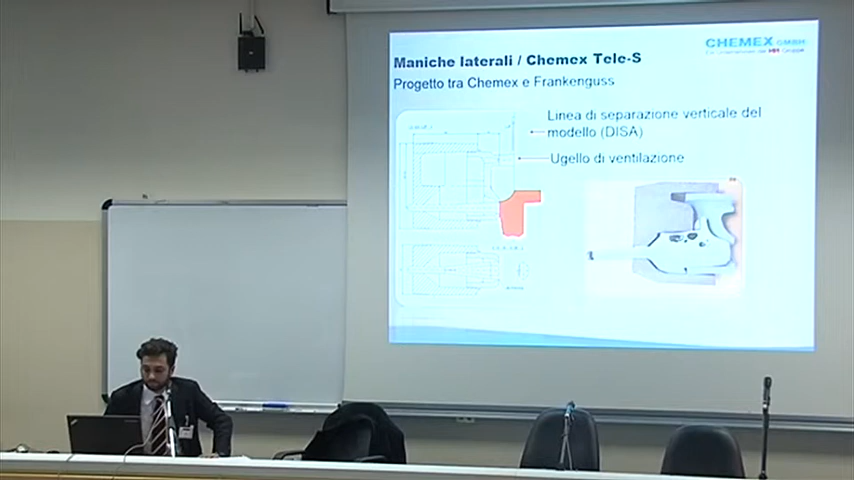 CHEMEX GMBH
Maniche laterali / Chemex Tele-S
Progetto tra Chemex e Frankenguss
Linea di separazione verticale del
modello (DISA)
Ugello di ventilazione